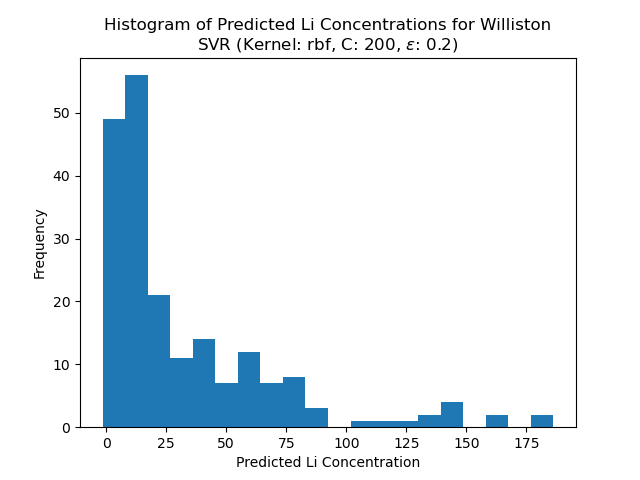 Histogram of Predicted Li Concentrations for Williston
SVR (Kernel: rbf, C: 200, ε: 0.2)
50
40
30
20
10
0
Frequency
0 25 50 75 100 125 150 175
Predicted Li Concentration